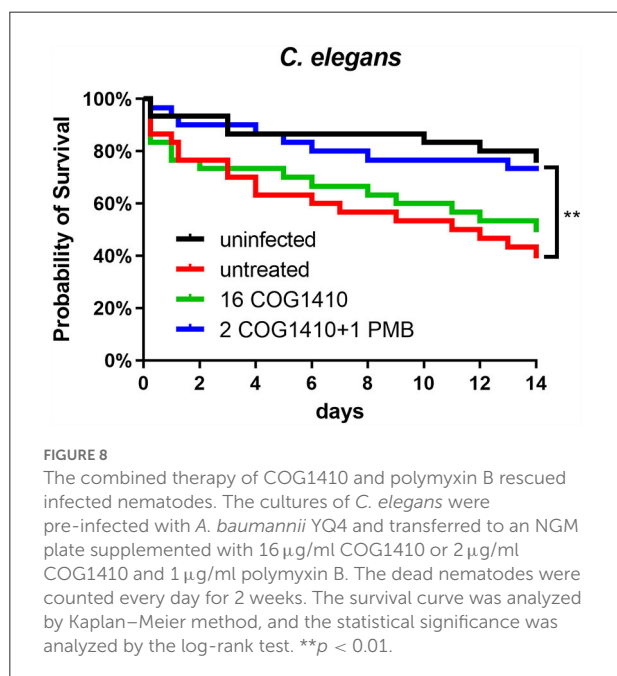 C. elegans
100%
80%
60%
40%
20%
0%
Probability of Survival
uninfected
untreated
16 COG1410
2 COG1410+1 PMB
**
0 2 4 6 8 10 12 14
days
FIGURE 8
The combined therapy of COG1410 and polymyxin B rescued
infected nematodes. The cultures of C. elegans were
pre-infected with A. baumannii YQ4 and transferred to an NGM
plate supplemented with 16 µg/ml COG1410 or 2 µg/ml
COG1410 and 1 µg/ml polymyxin B. The dead nematodes were
counted every day for 2 weeks. The survival curve was analyzed
by Kaplan–Meier method, and the statistical significance was
analyzed by the log-rank test. **p < 0.01.